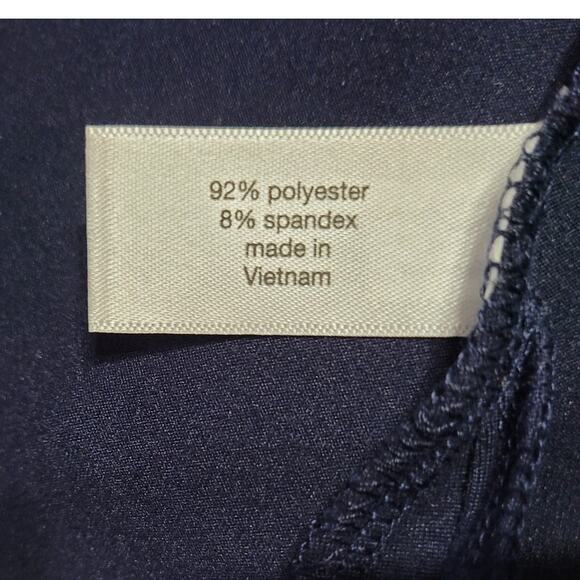 92% polyester
8% spandex
made in
Vietnam